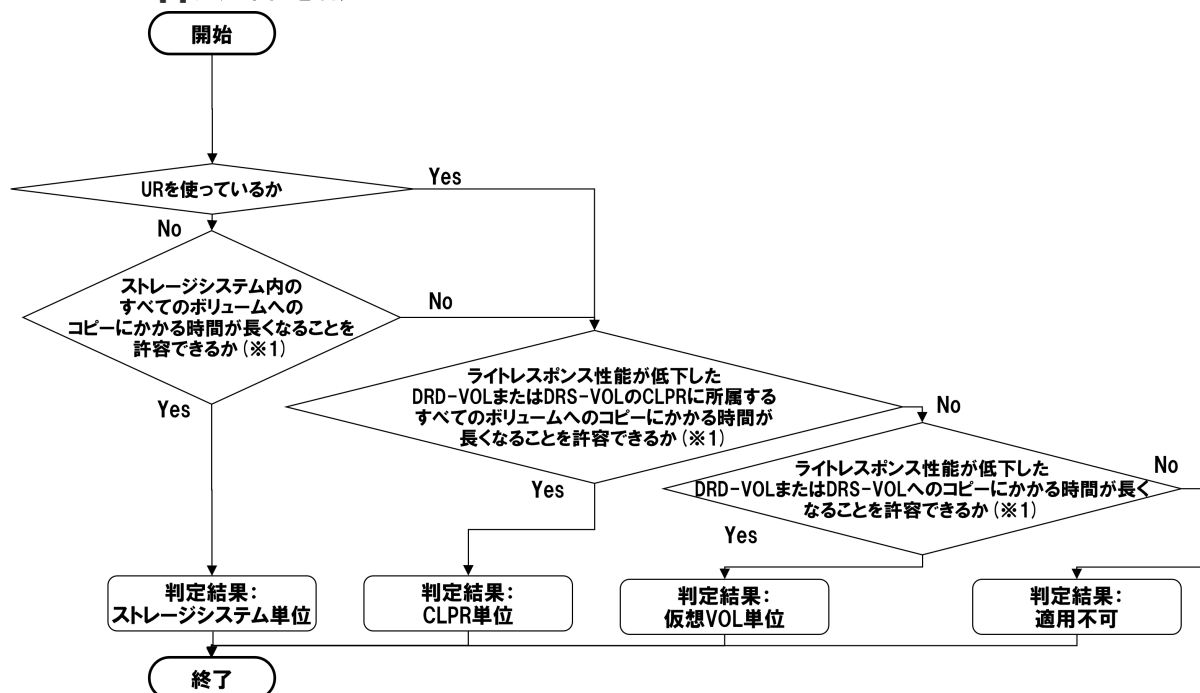 開始
URを使っているか
Yes
No
ストレージシステム内の
すべてのボリュームへの
コピーにかかる時間が長くなることを
許容できるか(※1)
No
Yes
ライトレスポンス性能が低下した
DRD-VOLまたはDRS-VOLのCLPRに所属する
すべてのボリュームへのコピーにかかる時間が
長くなることを許容できるか(※1)
No
Yes
ライトレスポンス性能が低下した
DRD-VOLまたはDRS-VOLへのコピーにかかる時間が長く
なることを許容できるか(※1)
No
Yes
判定結果:
ストレージシステム単位
判定結果:
CLPR単位
判定結果:
仮想VOL単位
判定結果:
適用不可
終了